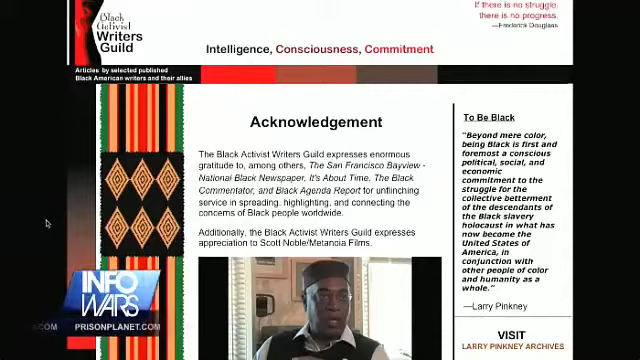 Black
Activist
Writers
Guild
If there is no struggle,
there is no progress.
—Frederick Douglass
Intelligence, Consciousness, Commitment
Articles by selected published
Black American writers and their allies
Acknowledgement
The Black Activist Writers Guild expresses enormous
gratitude to, among others, The San Francisco Bayview -
National Black Newspaper, It's About Time, The Black
Commentator, and Black Agenda Report for unflinching
service in spreading, highlighting, and connecting the
concerns of Black people worldwide.
Additionally, the Black Activist Writers Guild expresses
appreciation to Scott Noble/Metanoia Films.
To Be Black
"Beyond mere color,
being Black is first and
foremost a conscious
political, social, and
economic
commitment to the
struggle for the
collective betterment
of the descendants of
the Black slavery
holocaust in what has
now become the
United States of
America, in
conjunction with
other people of color
and humanity as a
whole."
—Larry Pinkney
VISIT
LARRY PINKNEY ARCHIVES
INFO
WARS
.COM PRISONPLANET.COM